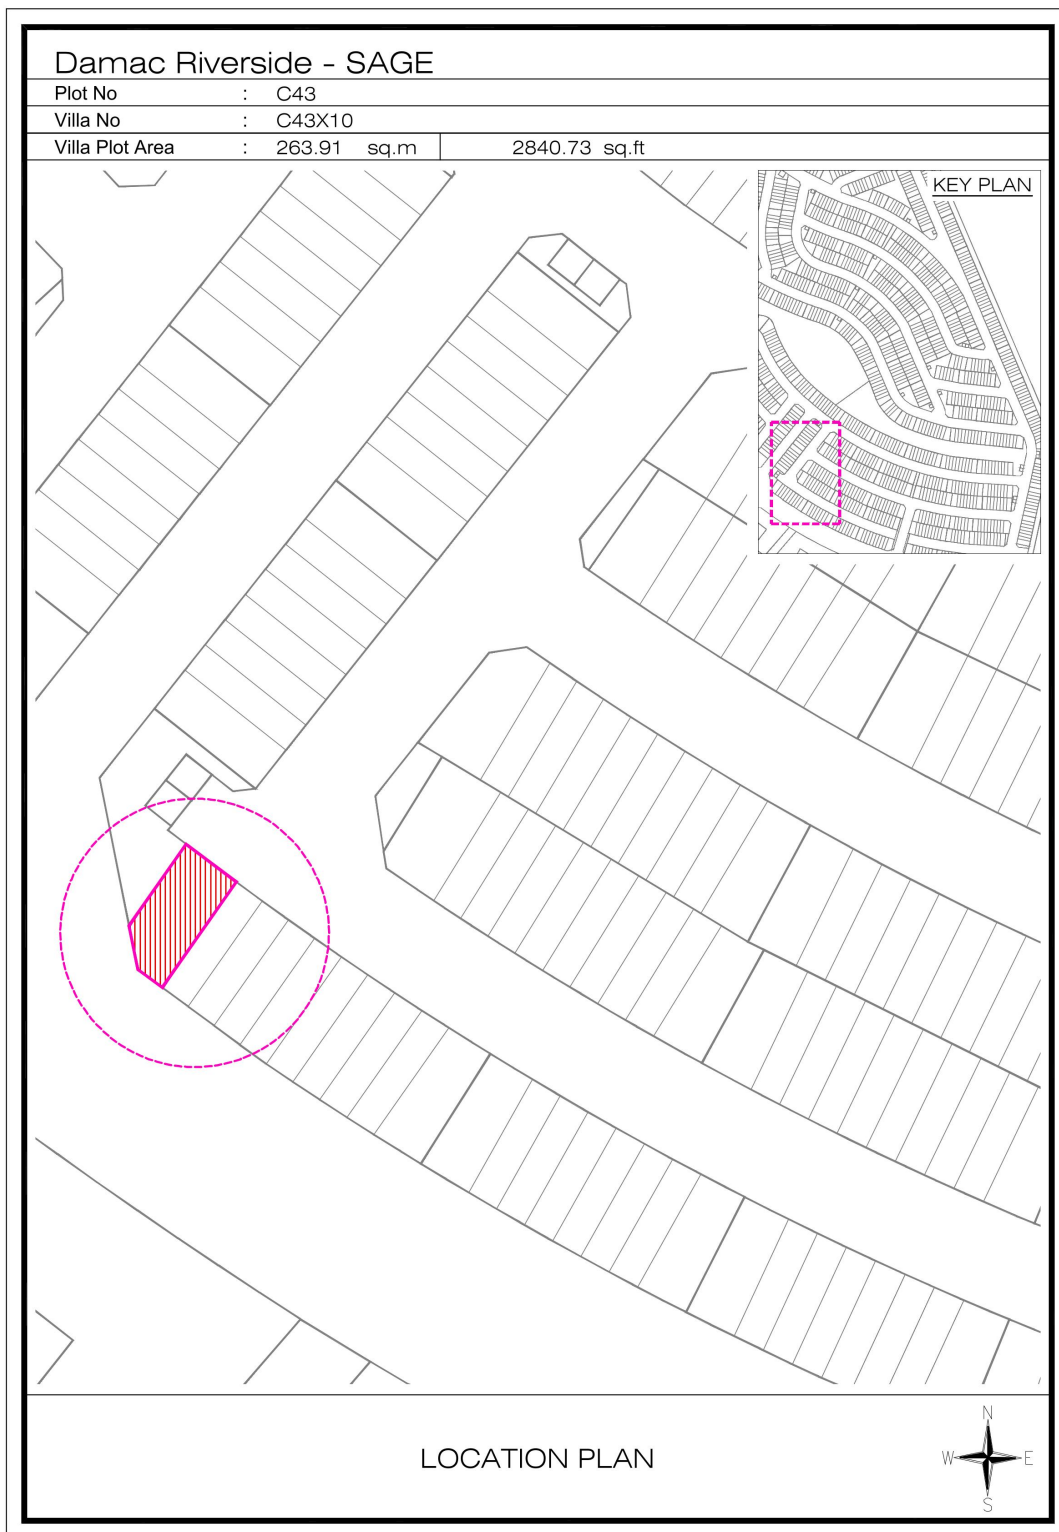 Damac Riverside - SAGE
Plot No : C43
Villa No : C43X10
Villa Plot Area : 263.91 sq.m 2840.73 sq.ft
KEY PLAN
LOCATION PLAN
N
W E
S